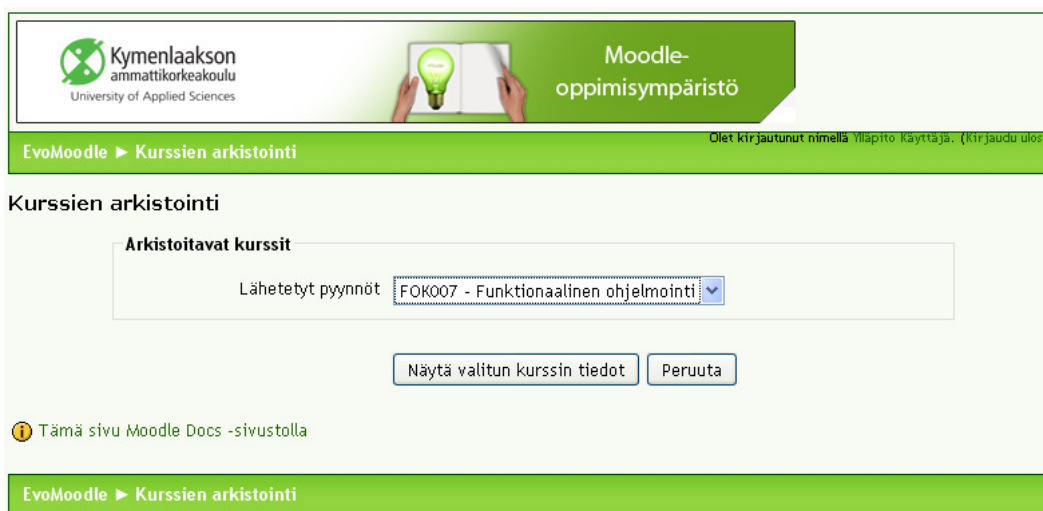 Kymenlaakson
ammattikorkeakoulu
University of Applied Sciences
Moodle-
oppimisympäristö
Olet kirjautunut nimellä Ylläpito Käyttäjä. (Kirjaudu ulos
EvoMoodle ► Kurssien arkistointi
Kurssien arkistointi
Arkistoitavat kurssit
Lähetetyt pyynnöt FOK007 - Funktionaalinen ohjelmointi
Näytä valitun kurssin tiedot Peruuta
Tämä sivu Moodle Docs -sivustolla
EvoMoodle ► Kurssien arkistointi